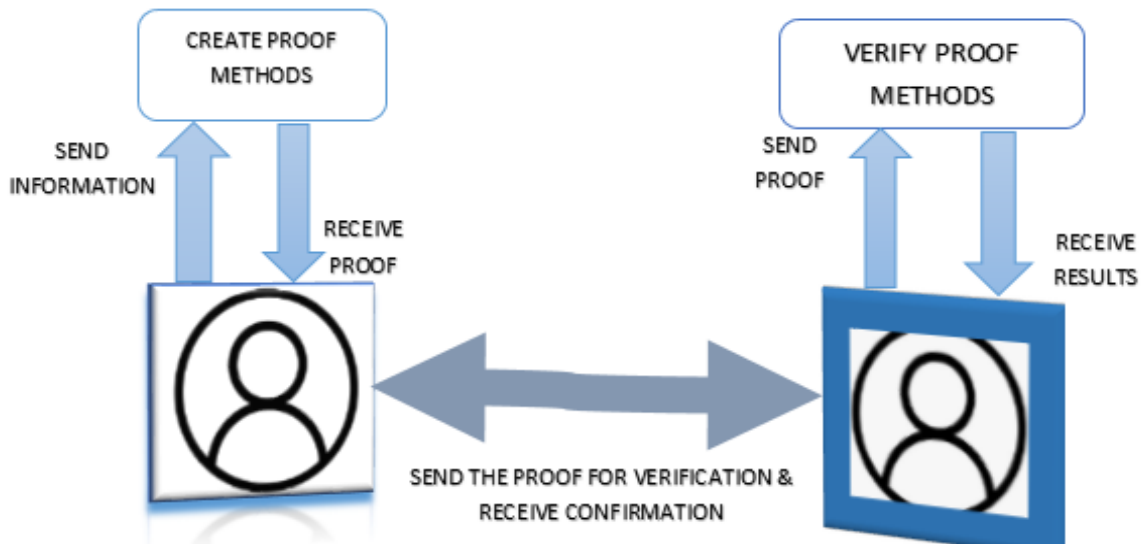 CREATE PROOF
METHODS
VERIFY PROOF
METHODS
SEND
INFORMATION
RECEIVE
PROOF
SEND
PROOF
RECEIVE
RESULTS
SEND THE PROOF FOR VERIFICATION &
RECEIVE CONFIRMATION